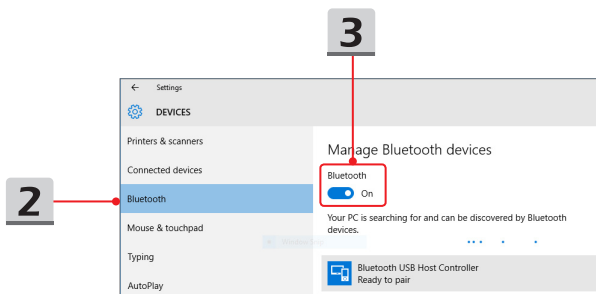 3
← Settings
DEVICES
Printers & scanners
Connected devices
2
Bluetooth
Mouse & touchpad
Typing
AutoPlay
Manage Bluetooth devices
Bluetooth
On
Your PC is searching for and can be discovered by Bluetooth
devices.
Bluetooth USB Host Controller
Ready to pair